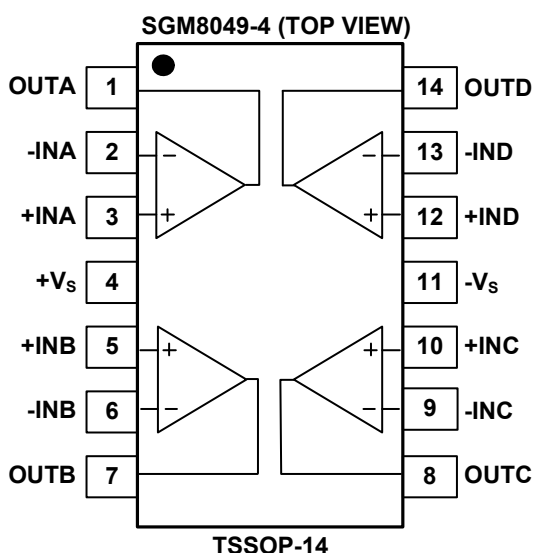 SGM8049-4 (TOP VIEW)
OUTA 1 14 OUTD
-INA 2 - - 13 -IND
+INA 3 + + 12 +IND
+VS 4 11 -VS
+INB 5 + + 10 +INC
-INB 6 - - 9 -INC
OUTB 7 8 OUTC
TSSOP-14